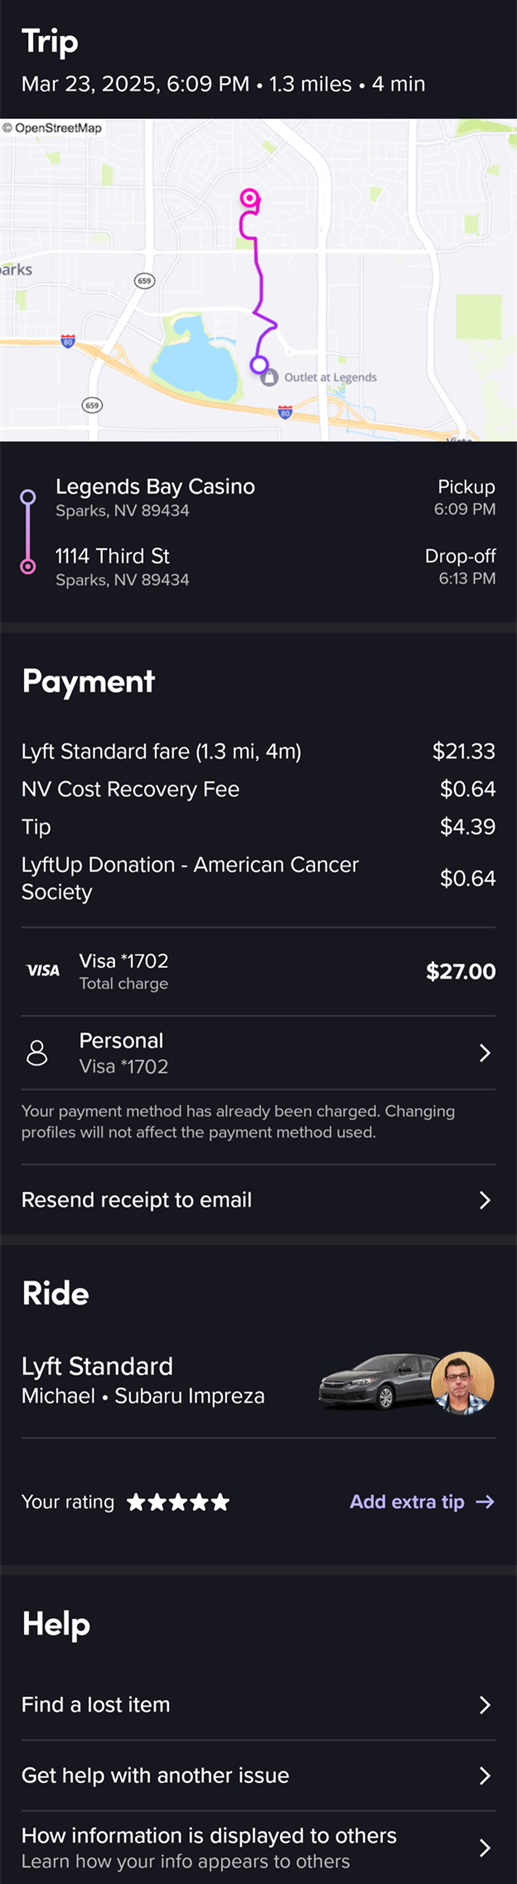 Trip
Mar 23, 2025, 6:09 PM • 1.3 miles • 4 min
© OpenStreetMap
arks
659
80
Outlet at Legends
659
80
Vista
Legends Bay Casino
Pickup
Sparks, NV 89434
6:09 PM
1114 Third St
Drop-off
Sparks, NV 89434
6:13 PM
Payment
Lyft Standard fare (1.3 mi, 4m)
$21.33
NV Cost Recovery Fee
$0.64
Tip
$4.39
LyftUp Donation - American Cancer
Society
$0.64
VISA
Visa *1702
Total charge
$27.00
Personal
Visa *1702
Your payment method has already been charged. Changing
profiles will not affect the payment method used.
Resend receipt to email
Ride
Lyft Standard
Michael • Subaru Impreza
Your rating
Add extra tip →
Help
Find a lost item
Get help with another issue
How information is displayed to others
Learn how your info appears to others